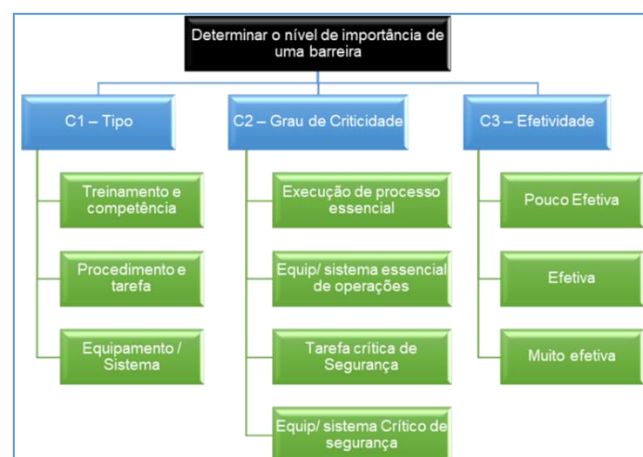 Determinar o nível de importância de
uma barreira
C1 – Tipo
Treinamento e
competência
Procedimento e
tarefa
Equipamento /
Sistema
C2 – Grau de Criticidade
Execução de processo
essencial
Equip/ sistema essencial
de operações
Tarefa crítica de
Segurança
Equip/ sistema Crítico de
segurança
C3 – Efetividade
Pouco Efetiva
Efetiva
Muito efetiva